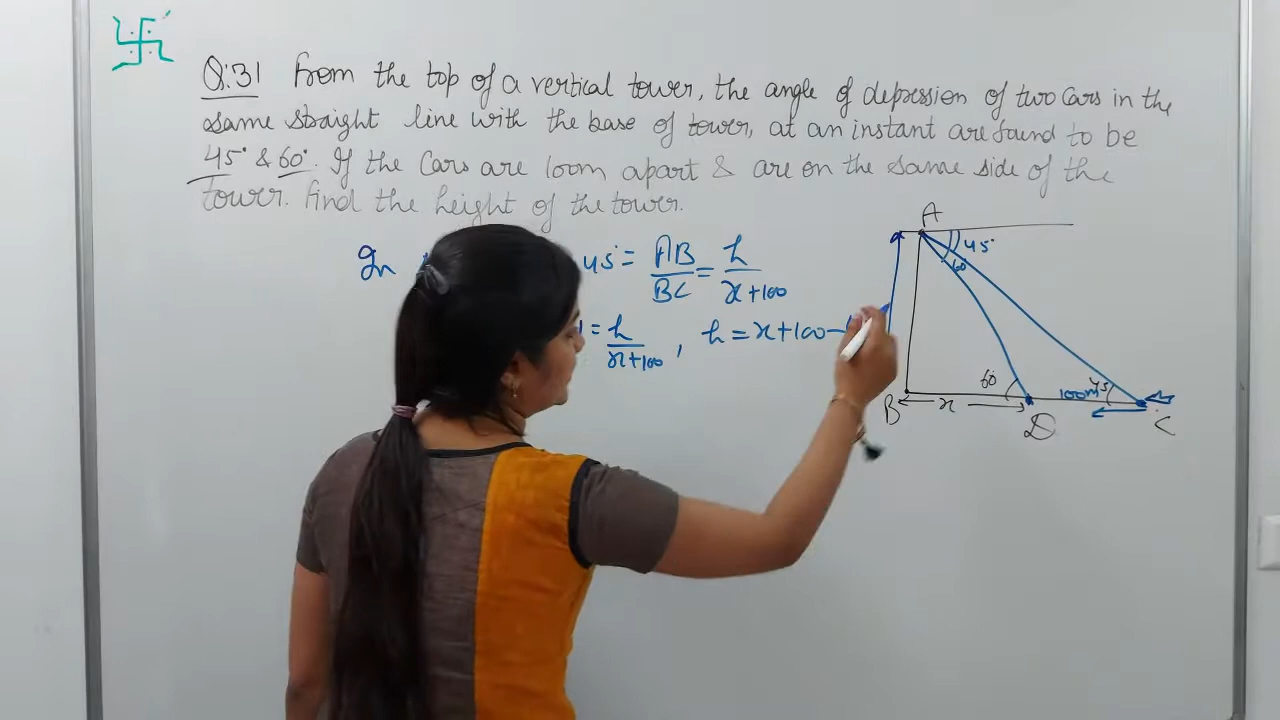 Q.31 From the top of a vertical tower, the angle of depression of two cars in the
same straight line with the base of tower, at an instant are found to be
45° & 60°. If the Cars are 100m apart & are on the same side of the
tower. Find the height of the tower.
In 45° = AB/BC = h/x+100
1 = h/x+100 , h = x+100 –
A
45°
60
60
45
100m
B
x
D
C